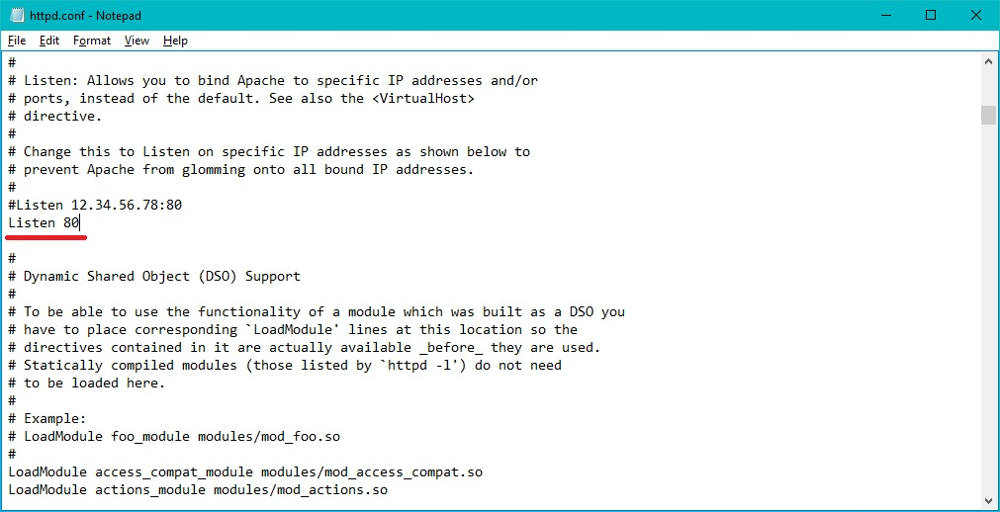 httpd.conf - Notepad
File Edit Format View Help
#
# Listen: Allows you to bind Apache to specific IP addresses and/or
# ports, instead of the default. See also the <VirtualHost>
# directive.
#
# Change this to Listen on specific IP addresses as shown below to
# prevent Apache from glomming onto all bound IP addresses.
#
#Listen 12.34.56.78:80
Listen 80
#
# Dynamic Shared Object (DSO) Support
#
# To be able to use the functionality of a module which was built as a DSO you
# have to place corresponding `LoadModule' lines at this location so the
# directives contained in it are actually available _before_ they are used.
# Statically compiled modules (those listed by `httpd -l') do not need
# to be loaded here.
#
# Example:
# LoadModule foo_module modules/mod_foo.so
#
LoadModule access_compat_module modules/mod_access_compat.so
LoadModule actions_module modules/mod_actions.so